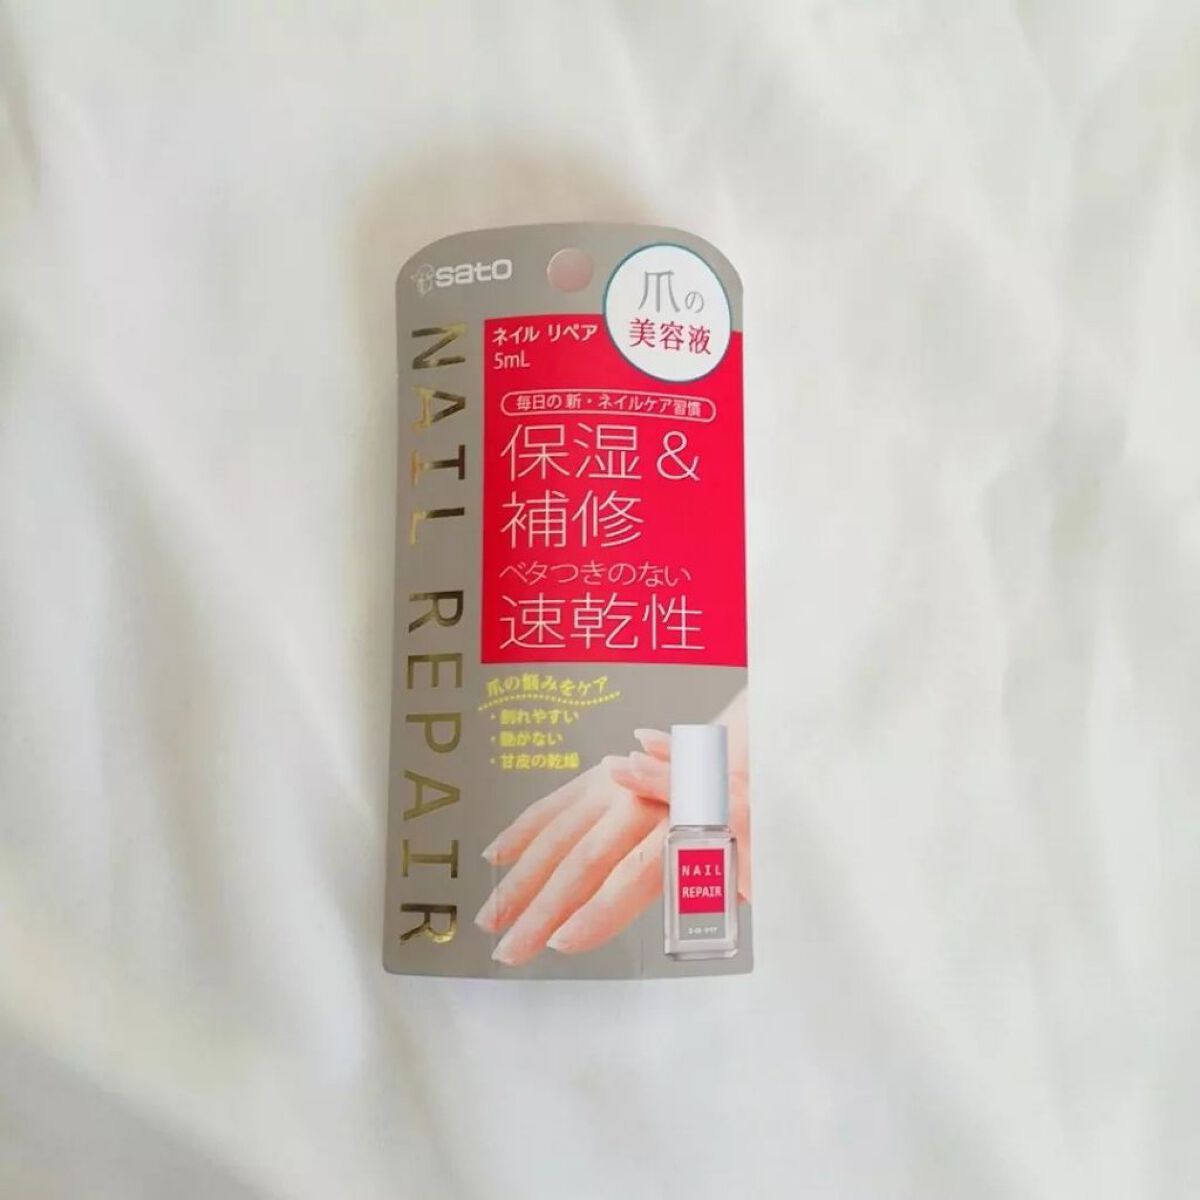 sato
爪の
美容液
NAIL REPAIR
ネイル リペア
5mL
毎日の 新・ネイルケア習慣
保湿&
補修
ベタつきのない
速乾性
爪の悩みをケア
・割れやすい
・艶がない
・甘皮の乾燥
NAIL
REPAIR